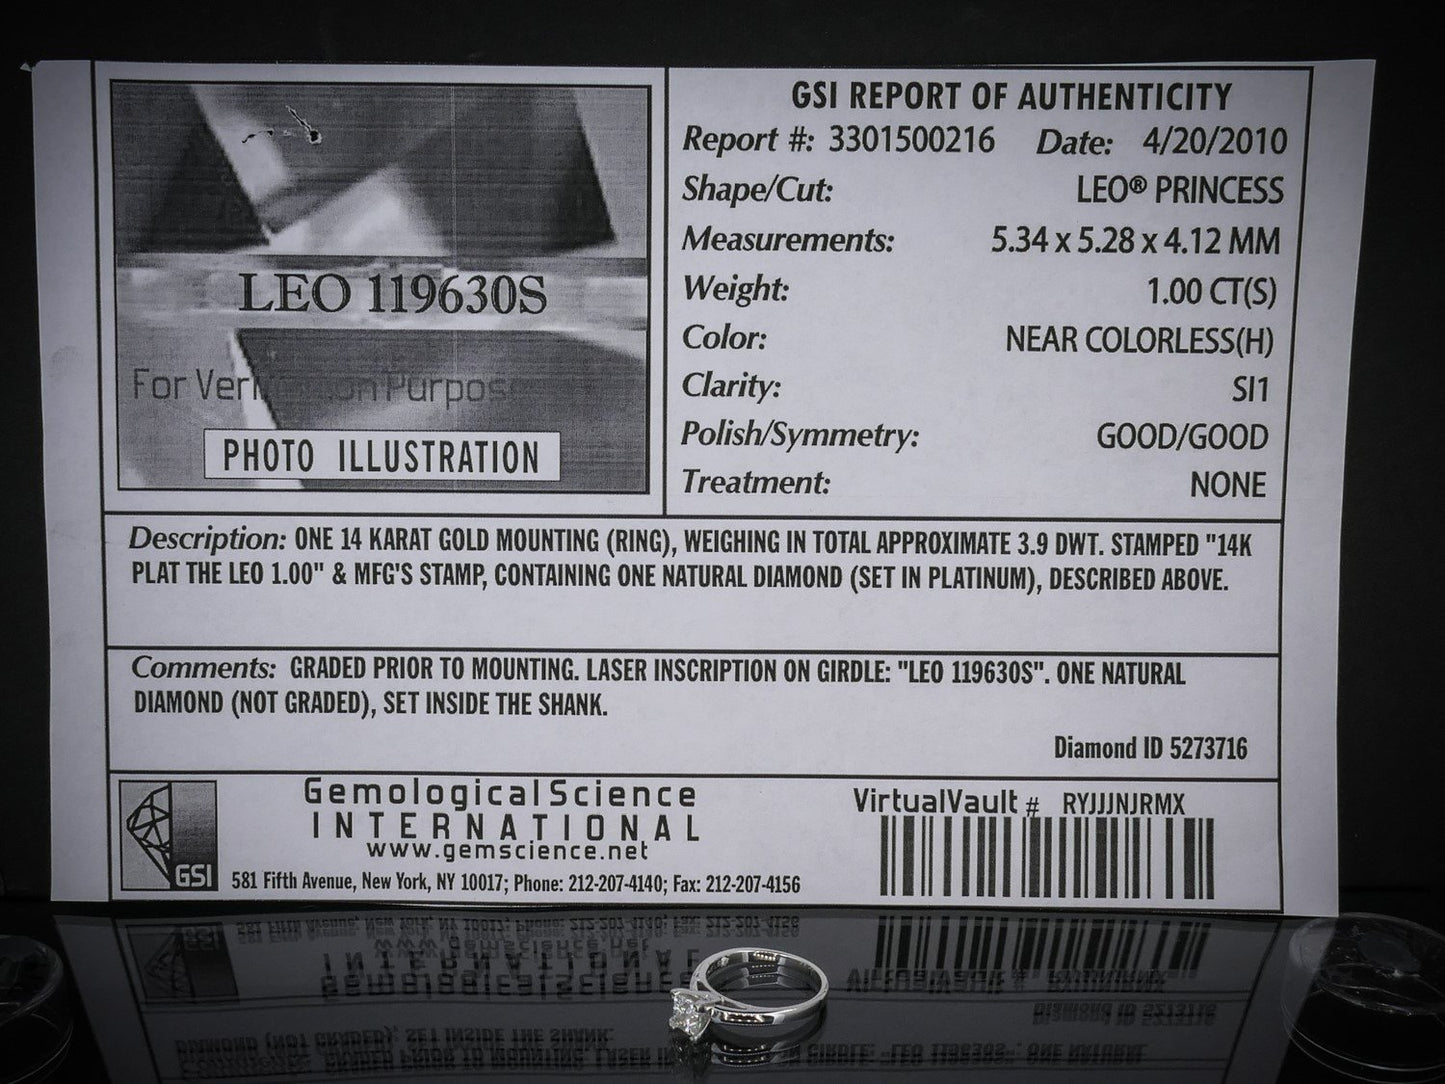 GSI REPORT OF AUTHENTICITY
Report #: 3301500216 Date: 4/20/2010
Shape/Cut: LEO® PRINCESS
Measurements: 5.34 x 5.28 x 4.12 MM
Weight: 1.00 CT(S)
Color: NEAR COLORLESS(H)
Clarity: SI1
Polish/Symmetry: GOOD/GOOD
Treatment: NONE
LEO 119630S
For
PHOTO ILLUSTRATION
Description: ONE 14 KARAT GOLD MOUNTING (RING), WEIGHING IN TOTAL APPROXIMATE 3.9 DWT. STAMPED "14K
PLAT THE LEO 1.00" & MFG'S STAMP, CONTAINING ONE NATURAL DIAMOND (SET IN PLATINUM), DESCRIBED ABOVE.
Comments: GRADED PRIOR TO MOUNTING. LASER INSCRIPTION ON GIRDLE: "LEO 119630S". ONE NATURAL
DIAMOND (NOT GRADED), SET INSIDE THE SHANK.
Diamond ID 5273716
GSI
GemologicalScience
INTERNATIONAL
www.gemscience.net
581 Fifth Avenue, New York, NY 10017; Phone: 212-207-4140; Fax: 212-207-4156
VirtualVault # RYJJJNJRMX